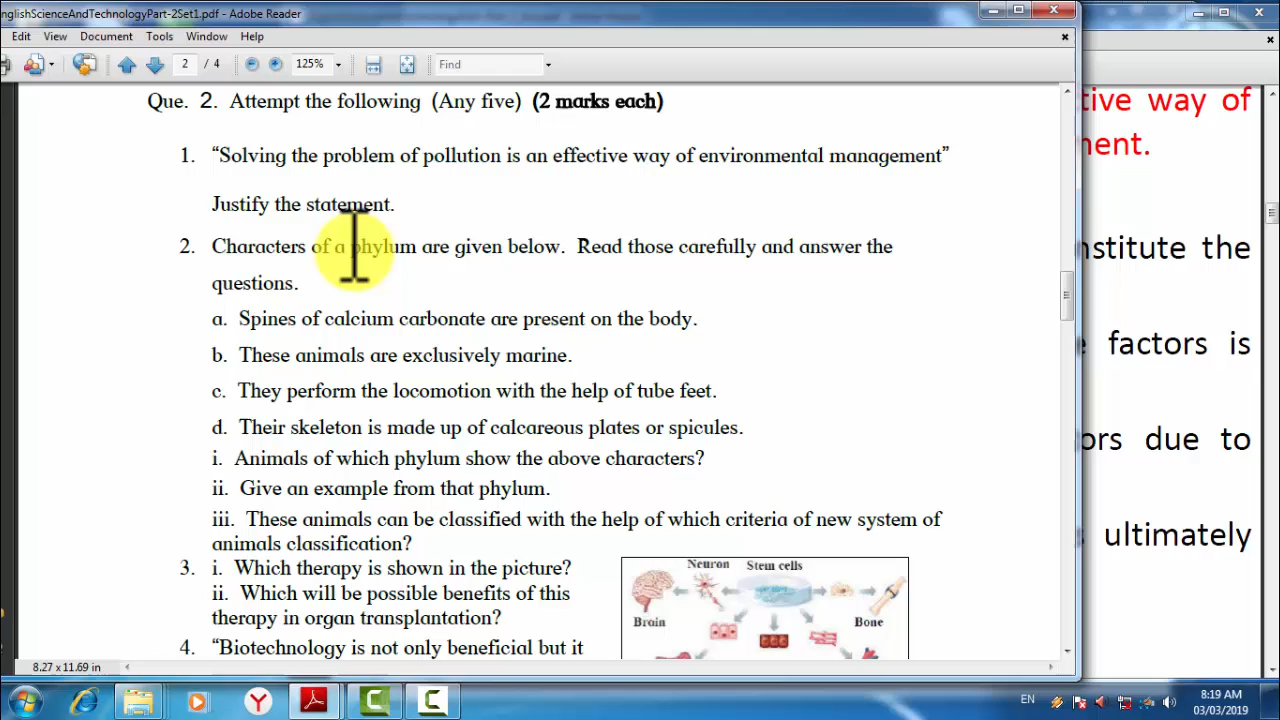 nglishScienceAndTechnologyPart-2Set1.pdf - Adobe Reader
Edit View Document Tools Window Help
2 / 4 125% Find
Que. 2. Attempt the following (Any five) (2 marks each)
1. “Solving the problem of pollution is an effective way of environmental management”
Justify the statement.
2. Characters of a phylum are given below. Read those carefully and answer the
questions.
a. Spines of calcium carbonate are present on the body.
b. These animals are exclusively marine.
c. They perform the locomotion with the help of tube feet.
d. Their skeleton is made up of calcareous plates or spicules.
i. Animals of which phylum show the above characters?
ii. Give an example from that phylum.
iii. These animals can be classified with the help of which criteria of new system of
animals classification?
3. i. Which therapy is shown in the picture?
ii. Which will be possible benefits of this
therapy in organ transplantation?
4. “Biotechnology is not only beneficial but it
Neuron Stem cells
Brain Bone
tive way of
nent.
nstitute the
factors is
ors due to
ultimately
8.27 x 11.69 in
EN 8:19 AM
03/03/2019